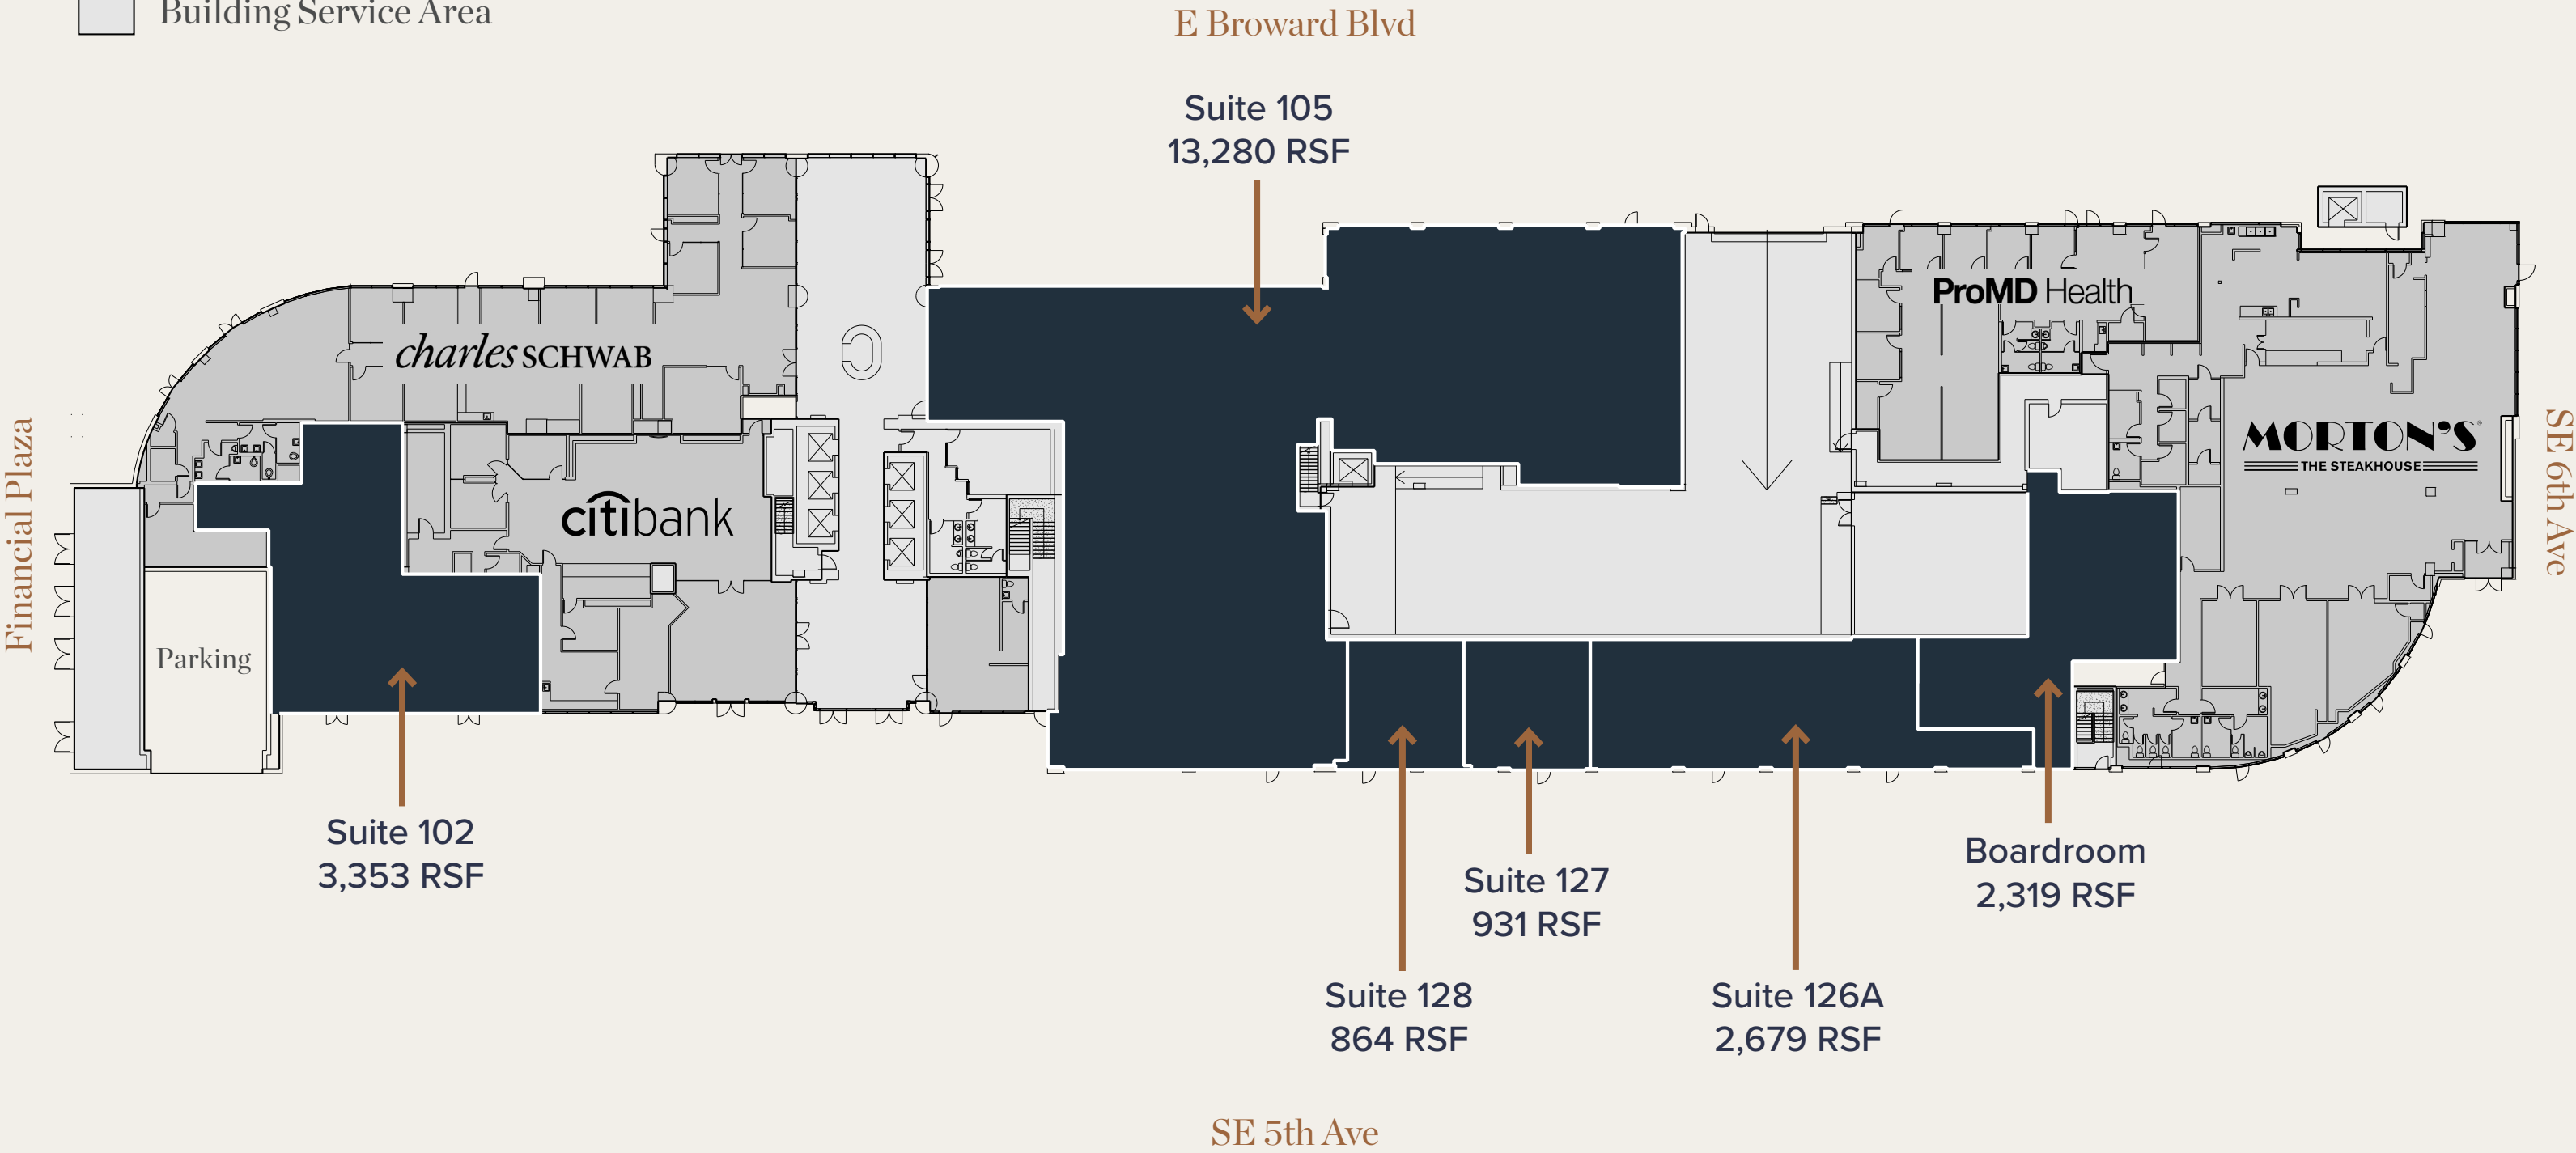 Building Service Area
E Broward Blvd
Suite 105
13,280 RSF
charles SCHWAB
ProMD Health
MORTON'S
THE STEAKHOUSE
citibank
Financial Plaza
SE 6th Ave
Parking
Suite 102
3,353 RSF
Boardroom
2,319 RSF
Suite 127
931 RSF
Suite 128
864 RSF
Suite 126A
2,679 RSF
SE 5th Ave